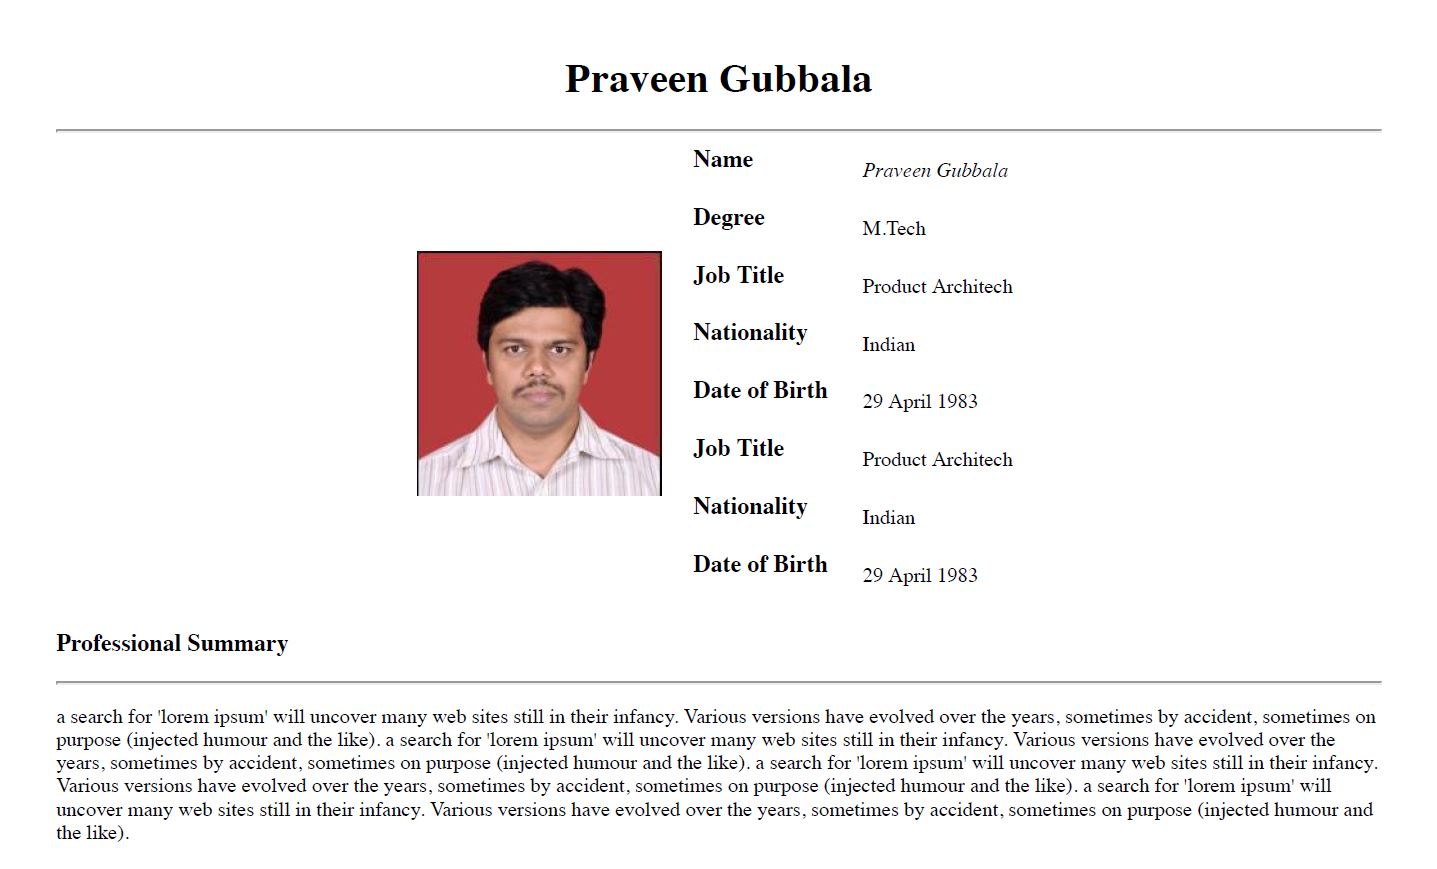 Praveen Gubbala
Name Praveen Gubbala
Degree M.Tech
Job Title Product Architech
Nationality Indian
Date of Birth 29 April 1983
Job Title Product Architech
Nationality Indian
Date of Birth 29 April 1983
Professional Summary
a search for 'lorem ipsum' will uncover many web sites still in their infancy. Various versions have evolved over the years, sometimes by accident, sometimes on
purpose (injected humour and the like). a search for 'lorem ipsum' will uncover many web sites still in their infancy. Various versions have evolved over the
years, sometimes by accident, sometimes on purpose (injected humour and the like). a search for 'lorem ipsum' will uncover many web sites still in their infancy.
Various versions have evolved over the years, sometimes by accident, sometimes on purpose (injected humour and the like). a search for 'lorem ipsum' will
uncover many web sites still in their infancy. Various versions have evolved over the years, sometimes by accident, sometimes on purpose (injected humour and
the like).